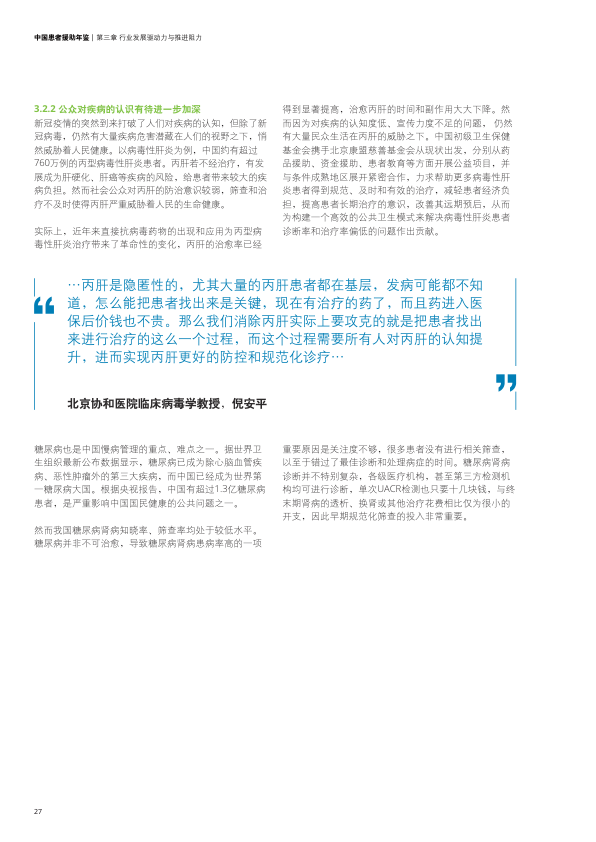 中国患者援助年鉴 | 第三章 行业发展驱动力与推进阻力
3.2.2 公众对疾病的认识有待进一步加深
新冠疫情的突然到来打破了人们对疾病的认知，但除了新
冠病毒，仍然有大量疾病危害潜藏在人们的视野之下，悄
然威胁着人民健康。以病毒性肝炎为例，中国约有超过
760万例的丙型病毒性肝炎患者。丙肝若不经治疗，有发
展成为肝硬化、肝癌等疾病的风险，给患者带来较大的疾
病负担。然而社会公众对丙肝的防治意识较弱，筛查和治
疗不及时使得丙肝严重威胁着人民的生命健康。
实际上，近年来直接抗病毒药物的出现和应用为丙型病
毒性肝炎治疗带来了革命性的变化，丙肝的治愈率已经
得到显著提高，治愈丙肝的时间和副作用大大下降。然
而因为对疾病的认知度低、宣传力度不足的问题， 仍然
有大量民众生活在丙肝的威胁之下。中国初级卫生保健
基金会携手北京康盟慈善基金会从现状出发，分别从药
品援助、资金援助、患者教育等方面开展公益项目，并
与条件成熟地区展开紧密合作，力求帮助更多病毒性肝
炎患者得到规范、及时和有效的治疗，减轻患者经济负
担，提高患者长期治疗的意识，改善其远期预后，从而
为构建一个高效的公共卫生模式来解决病毒性肝炎患者
诊断率和治疗率偏低的问题作出贡献。
“
…丙肝是隐匿性的，尤其大量的丙肝患者都在基层，发病可能都不知
道，怎么能把患者找出来是关键，现在有治疗的药了，而且药进入医
保后价钱也不贵。那么我们消除丙肝实际上要攻克的就是把患者找出
来进行治疗的这么一个过程，而这个过程需要所有人对丙肝的认知提
升，进而实现丙肝更好的防控和规范化诊疗…
”
北京协和医院临床病毒学教授，倪安平
糖尿病也是中国慢病管理的重点、难点之一。据世界卫
生组织最新公布数据显示，糖尿病已成为除心脑血管疾
病、恶性肿瘤外的第三大疾病，而中国已经成为世界第
一糖尿病大国。根据央视报告，中国有超过1.3亿糖尿病
患者，是严重影响中国国民健康的公共问题之一。
然而我国糖尿病肾病知晓率、筛查率均处于较低水平。
糖尿病并非不可治愈，导致糖尿病肾病患病率高的一项
重要原因是关注度不够，很多患者没有进行相关筛查，
以至于错过了最佳诊断和处理病症的时间。糖尿病肾病
诊断并不特别复杂，各级医疗机构，甚至第三方检测机
构均可进行诊断，单次UACR检测也只要十几块钱，与终
末期肾病的透析、换肾或其他治疗花费相比仅为很小的
开支，因此早期规范化筛查的投入非常重要。
27